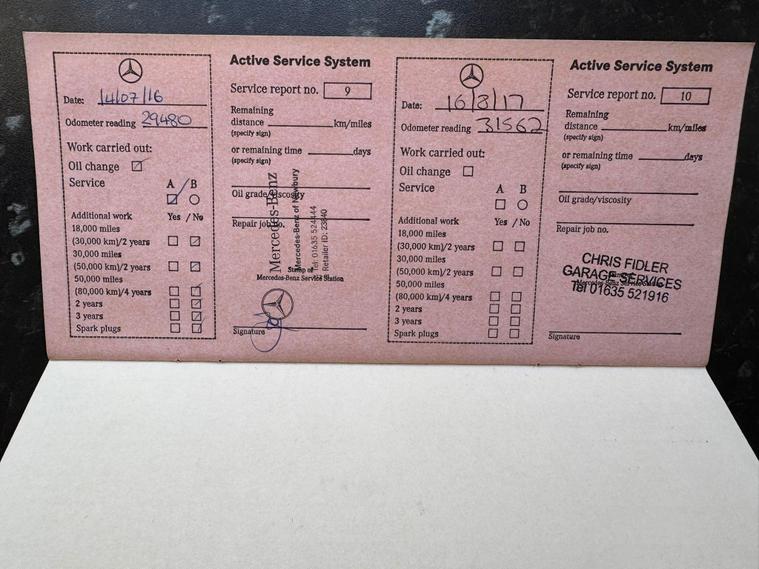 Date: 14/07/16
Odometer reading 29480
Work carried out:
Oil change
Service A / B
Additional work Yes / No
18,000 miles
(30,000 km)/2 years
30,000 miles
(50,000 km)/2 years
50,000 miles
(80,000 km)/4 years
2 years
3 years
Spark plugs
Active Service System
Service report no. 9
Remaining
distance km/miles
(specify sign)
or remaining time days
(specify sign)
Oil grade/viscosity
Repair job no.
Mercedes-Benz
Mercedes-Benz of Newbury
Tel: 01635 524444
Retailer ID: 23840
Stamp of
Mercedes-Benz Service Station
Signature
Date: 16/8/17
Odometer reading 31562
Work carried out:
Oil change
Service A B
Additional work Yes / No
18,000 miles
(30,000 km)/2 years
30,000 miles
(50,000 km)/2 years
50,000 miles
(80,000 km)/4 years
2 years
3 years
Spark plugs
Active Service System
Service report no. 10
Remaining
distance km/miles
(specify sign)
or remaining time days
(specify sign)
Oil grade/viscosity
Repair job no.
CHRIS FIDLER
GARAGE SERVICES
Tel 01635 521916
Signature